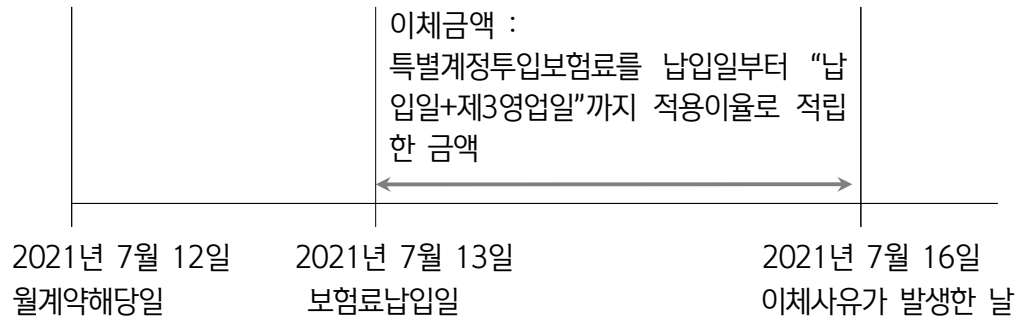 이체금액 :
특별계정투입보험료를 납입일부터 “납
입일+제3영업일”까지 적용이율로 적립
한 금액
2021년 7월 12일
월계약해당일
2021년 7월 13일
보험료납입일
2021년 7월 16일
이체사유가 발생한 날